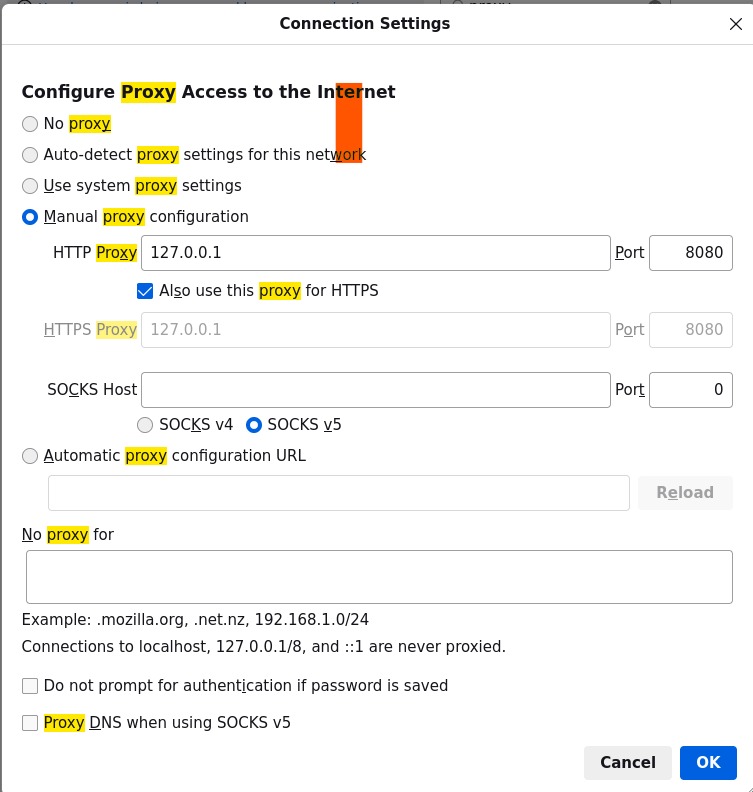 Connection Settings
Configure Proxy Access to the Internet
No proxy
Auto-detect proxy settings for this network
Use system proxy settings
Manual proxy configuration
HTTP Proxy 127.0.0.1 Port 8080
Also use this proxy for HTTPS
HTTPS Proxy 127.0.0.1 Port 8080
SOCKS Host Port 0
SOCKS v4 SOCKS v5
Automatic proxy configuration URL
Reload
No proxy for
Example: .mozilla.org, .net.nz, 192.168.1.0/24
Connections to localhost, 127.0.0.1/8, and ::1 are never proxied.
Do not prompt for authentication if password is saved
Proxy DNS when using SOCKS v5
Cancel OK